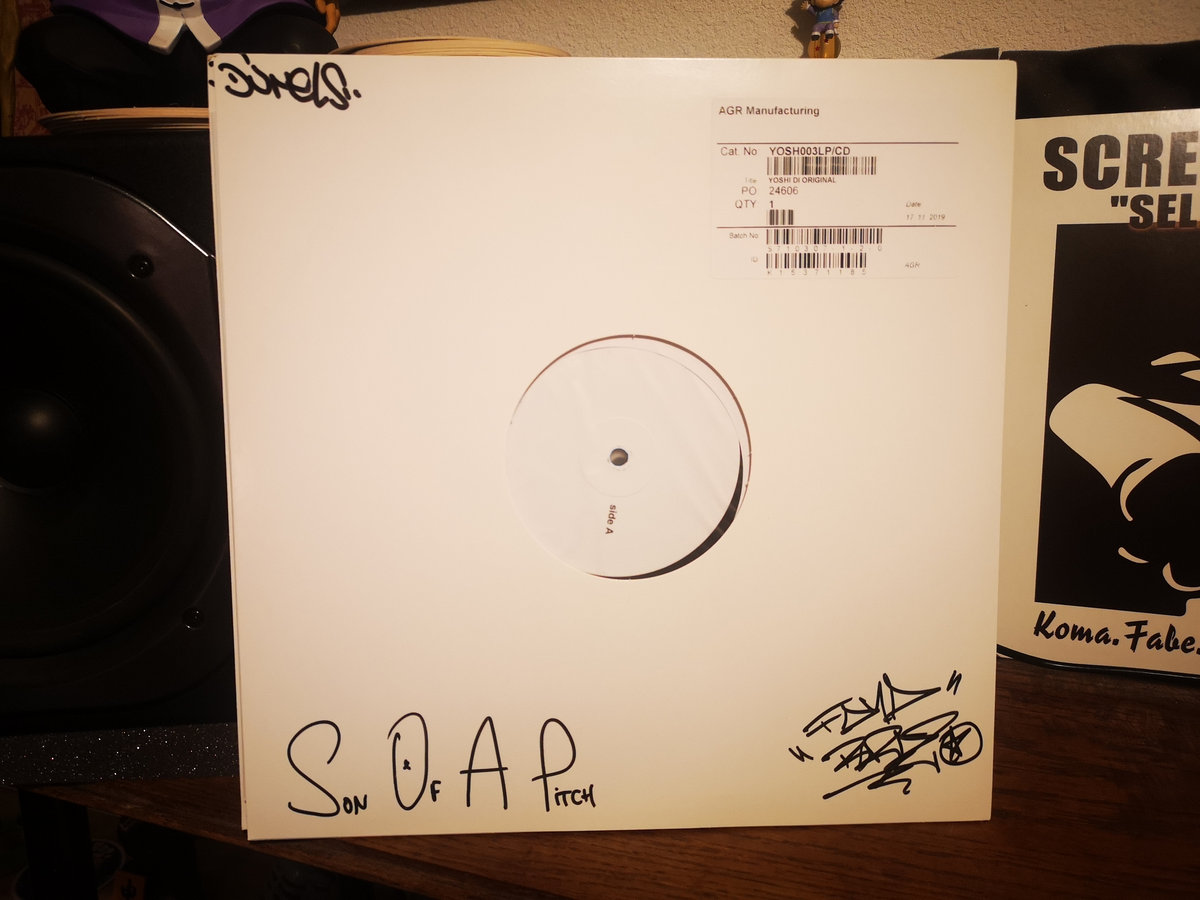 AGR Manufacturing
Cat. No: YOSH003LP/CD
Title: YOSHI DI ORIGINAL
PO: 24606
QTY: 1
Date
17 11 2019
Batch No
ID
K15371185
AGR
side A
SON OF A PITCH
SCRE
"SEL
Koma.Fabe.